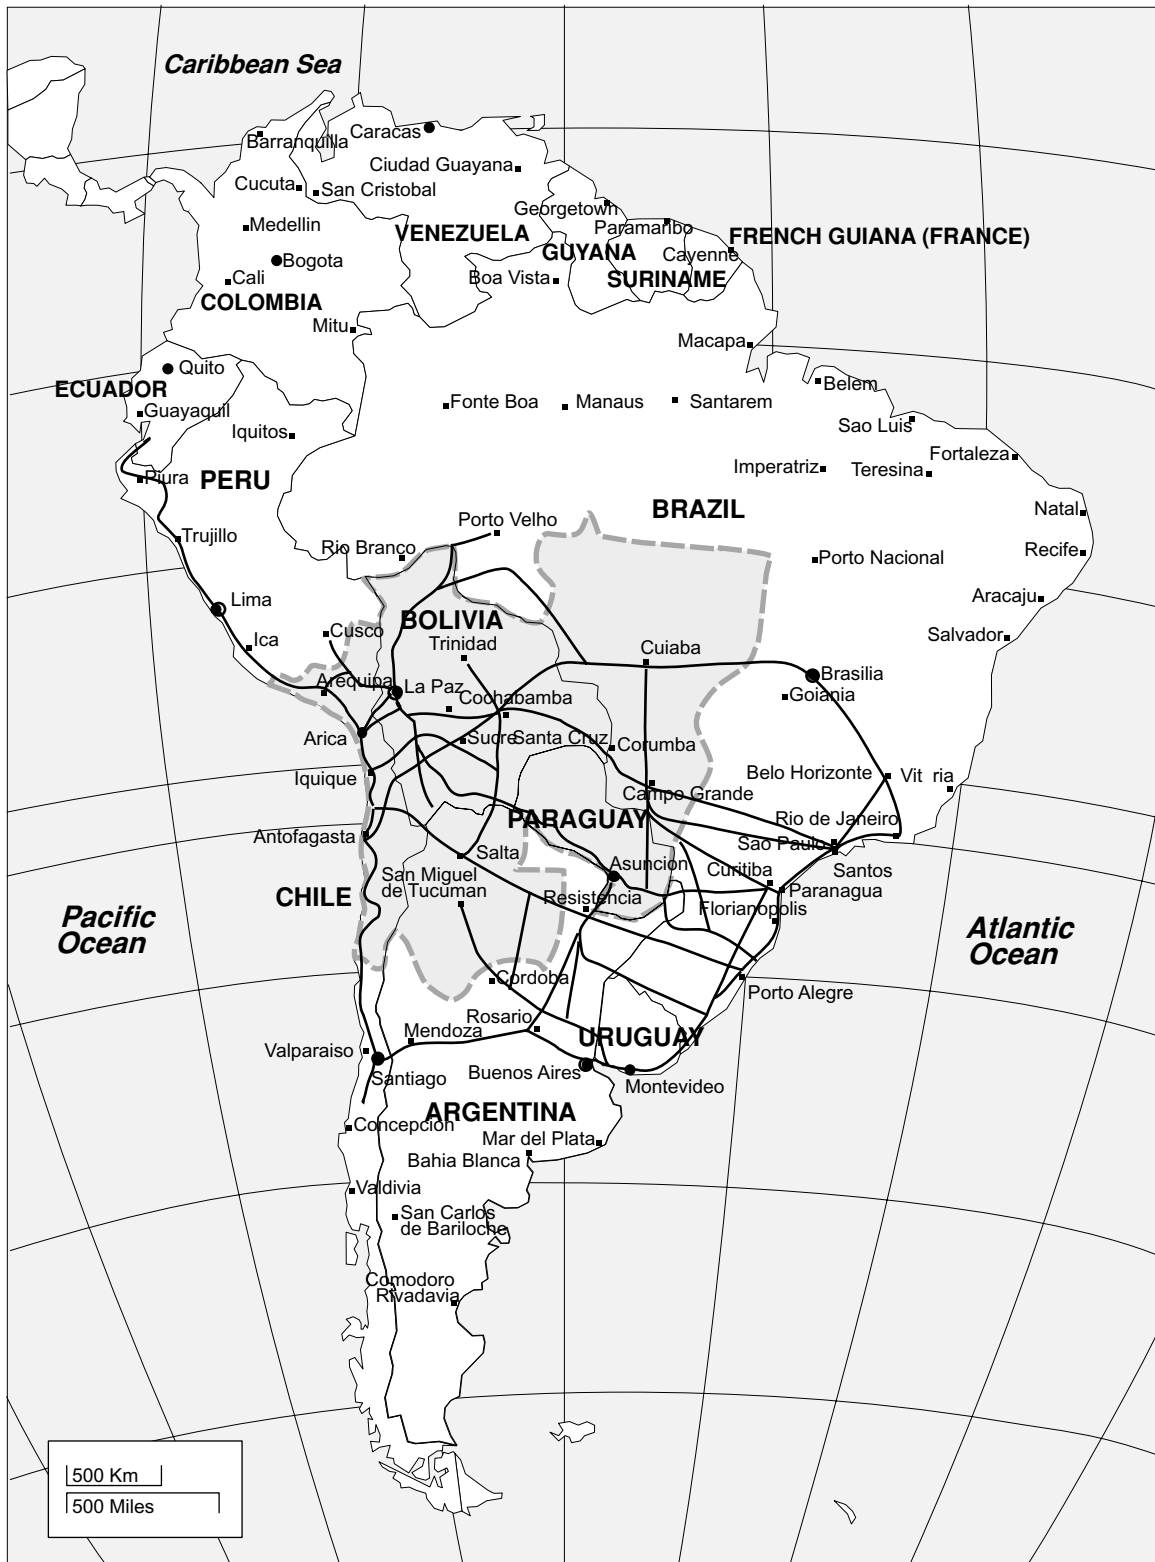 Caribbean Sea
Barranquilla
Caracas
Ciudad Guayana
Cucuta
San Cristobal
Georgetown
Paramaribo
Medellin
VENEZUELA
FRENCH GUIANA (FRANCE)
GUYANA
Cayenne
Bogota
Cali
Boa Vista
SURINAME
COLOMBIA
Mitu
Macapa
Quito
ECUADOR
Belem
Guayaquil
Fonte Boa
Manaus
Santarem
Iquitos
Sao Luis
Fortaleza
Piura
PERU
Imperatriz
Teresina
BRAZIL
Natal
Porto Velho
Trujillo
Rio Branco
Porto Nacional
Recife
Lima
Aracaju
BOLIVIA
Cusco
Ica
Trinidad
Cuiaba
Salvador
Arequipa
La Paz
Brasilia
Cochabamba
Goiania
Arica
Sucre
Santa Cruz
Corumba
Iquique
Belo Horizonte
Vit ria
Campo Grande
Antofagasta
PARAGUAY
Rio de Janeiro
Sao Paulo
Salta
Asunción
Curitiba
Santos
San Miguel
de Tucuman
CHILE
Resistencia
Paranagua
Florianopolis
Pacific
Ocean
Atlantic
Ocean
Cordoba
Porto Alegre
Rosario
Mendoza
URUGUAY
Valparaiso
Santiago
Buenos Aires
Montevideo
ARGENTINA
Concepción
Mar del Plata
Bahia Blanca
Valdivia
San Carlos
de Bariloche
Comodoro
Rivadavia
500 Km
500 Miles